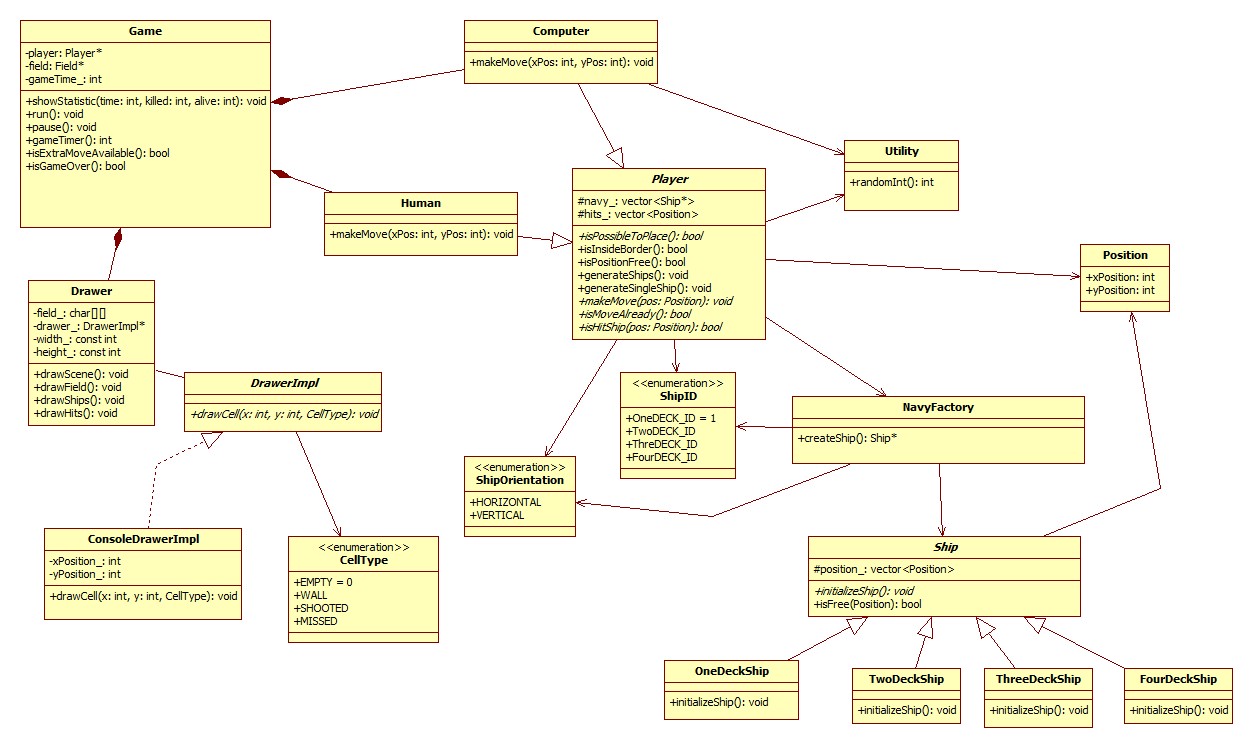 Game
-player: Player*
-field: Field*
-gameTime_: int
+showStatistic(time: int, killed: int, alive: int): void
+run(): void
+pause(): void
+gameTimer(): int
+isExtraMoveAvailable(): bool
+isGameOver(): bool
Computer
+makeMove(xPos: int, yPos: int): void
Utility
+randomInt(): int
Human
+makeMove(xPos: int, yPos: int): void
Player
#navy_: vector<Ship*>
#hits_: vector<Position>
+isPossibleToPlace(): bool
+isInsideBorder(): bool
+isPositionFree(): bool
+generateShips(): void
+generateSingleShip(): void
+makeMove(pos: Position): void
+isMoveAlready(): bool
+isHitShip(pos: Position): bool
Position
+xPosition: int
+yPosition: int
Drawer
-field_: char[][]
-drawer_: DrawerImpl*
-width_: const int
-height_: const int
+drawScene(): void
+drawField(): void
+drawShips(): void
+drawHits(): void
DrawerImpl
+drawCell(x: int, y: int, CellType): void
<<enumeration>>
ShipID
+OneDECK_ID = 1
+TwoDECK_ID
+ThreDECK_ID
+FourDECK_ID
NavyFactory
+createShip(): Ship*
<<enumeration>>
ShipOrientation
+HORIZONTAL
+VERTICAL
ConsoleDrawerImpl
-xPosition_: int
-yPosition_: int
+drawCell(x: int, y: int, CellType): void
<<enumeration>>
CellType
+EMPTY = 0
+WALL
+SHOOTED
+MISSED
Ship
#position_: vector<Position>
+initializeShip(): void
+isFree(Position): bool
OneDeckShip
+initializeShip(): void
TwoDeckShip
+initializeShip(): void
ThreeDeckShip
+initializeShip(): void
FourDeckShip
+initializeShip(): void